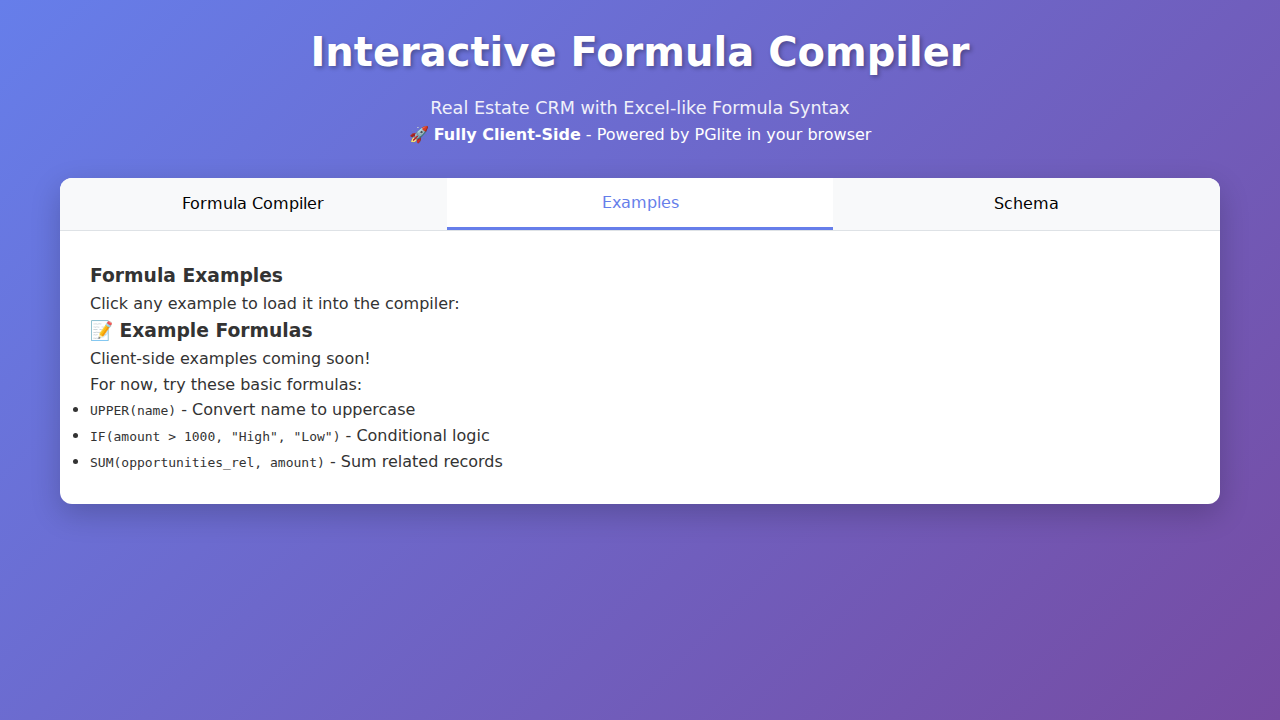 Interactive Formula Compiler
Real Estate CRM with Excel-like Formula Syntax
🚀 Fully Client-Side - Powered by PGlite in your browser
Formula Compiler
Examples
Schema
Formula Examples
Click any example to load it into the compiler:
📝 Example Formulas
Client-side examples coming soon!
For now, try these basic formulas:
• UPPER(name) - Convert name to uppercase
• IF(amount > 1000, "High", "Low") - Conditional logic
• SUM(opportunities_rel, amount) - Sum related records